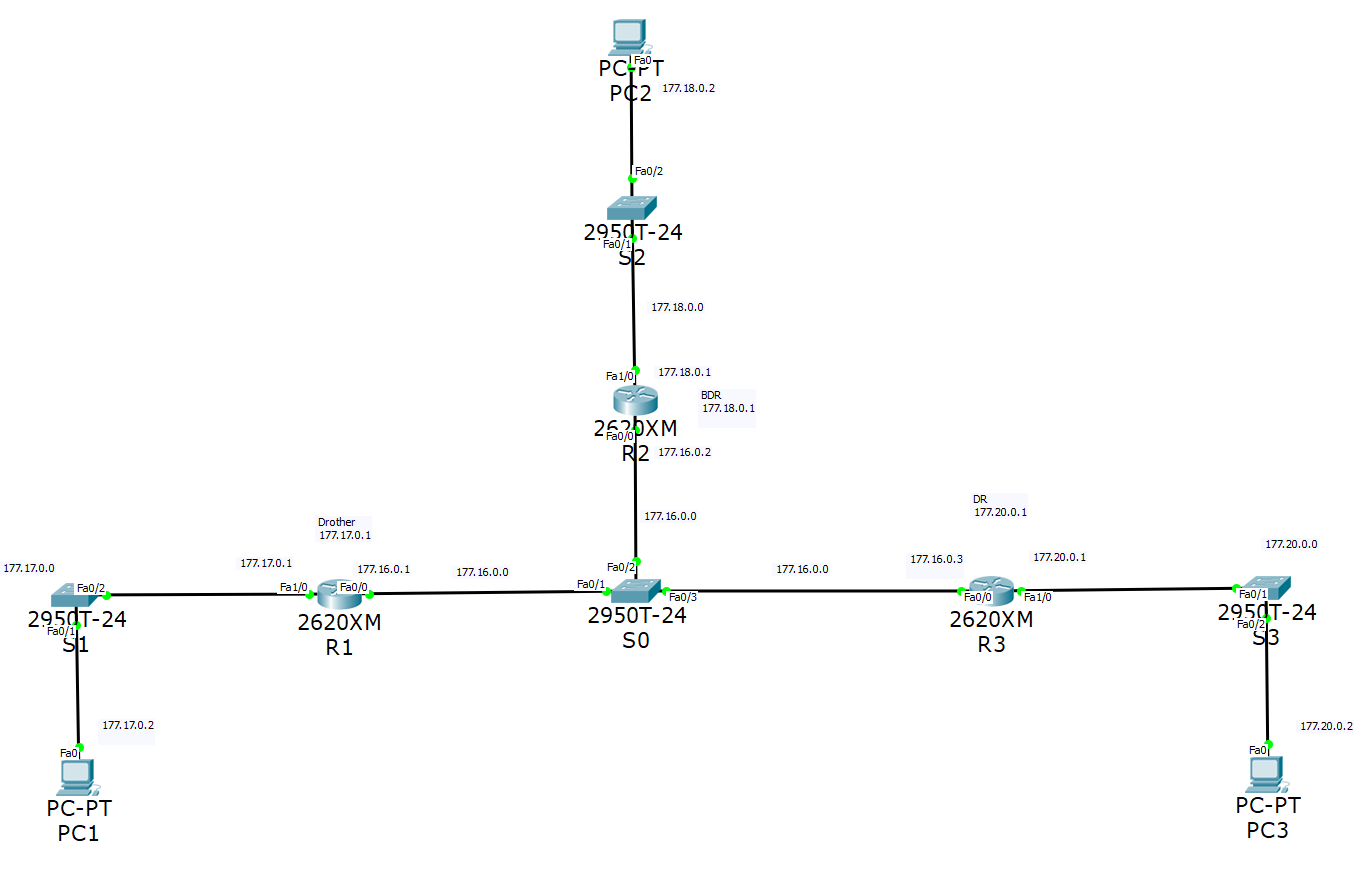 Fa0
PC-PT
PC2
177.18.0.2
Fa0/2
2950T-24
Fa0/1
S2
177.18.0.0
177.18.0.1
Fa1/0
BDR
177.18.0.1
2620XM
Fa0/0
R2
177.16.0.2
177.16.0.0
Drother
177.17.0.1
DR
177.20.0.1
177.17.0.0
177.17.0.1
177.16.0.1
177.16.0.0
177.16.0.0
177.16.0.3
177.20.0.1
177.20.0.0
Fa0/2
2950T-24
Fa0/1
S1
Fa1/0
Fa0/0
2620XM
R1
Fa0/2
Fa0/1
Fa0/3
2950T-24
S0
Fa0/0
Fa1/0
2620XM
R3
Fa0/1
2950T-24
Fa0/2
S3
177.17.0.2
Fa0
PC-PT
PC1
177.20.0.2
Fa0
PC-PT
PC3